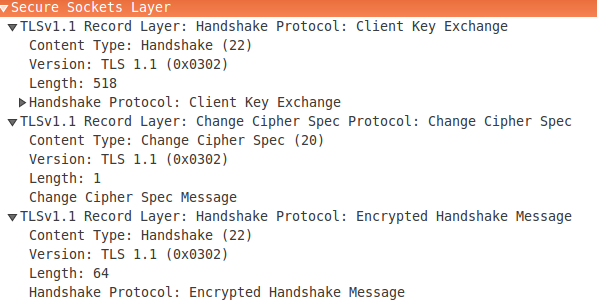 Secure Sockets Layer
TLSv1.1 Record Layer: Handshake Protocol: Client Key Exchange
Content Type: Handshake (22)
Version: TLS 1.1 (0x0302)
Length: 518
Handshake Protocol: Client Key Exchange
TLSv1.1 Record Layer: Change Cipher Spec Protocol: Change Cipher Spec
Content Type: Change Cipher Spec (20)
Version: TLS 1.1 (0x0302)
Length: 1
Change Cipher Spec Message
TLSv1.1 Record Layer: Handshake Protocol: Encrypted Handshake Message
Content Type: Handshake (22)
Version: TLS 1.1 (0x0302)
Length: 64
Handshake Protocol: Encrypted Handshake Message